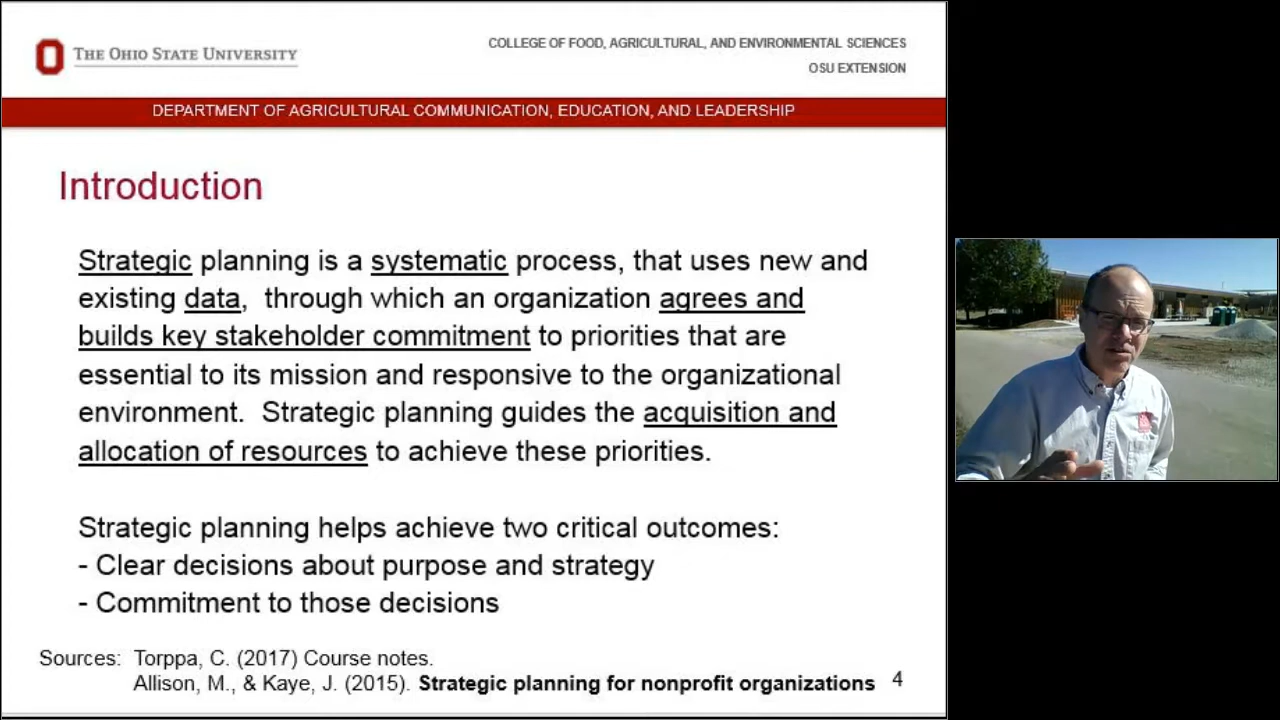 THE OHIO STATE UNIVERSITY
COLLEGE OF FOOD, AGRICULTURAL, AND ENVIRONMENTAL SCIENCES
OSU EXTENSION
DEPARTMENT OF AGRICULTURAL COMMUNICATION, EDUCATION, AND LEADERSHIP
Introduction
Strategic planning is a systematic process, that uses new and
existing data, through which an organization agrees and
builds key stakeholder commitment to priorities that are
essential to its mission and responsive to the organizational
environment. Strategic planning guides the acquisition and
allocation of resources to achieve these priorities.
Strategic planning helps achieve two critical outcomes:
- Clear decisions about purpose and strategy
- Commitment to those decisions
Sources: Torppa, C. (2017) Course notes.
Allison, M., & Kaye, J. (2015). Strategic planning for nonprofit organizations
4